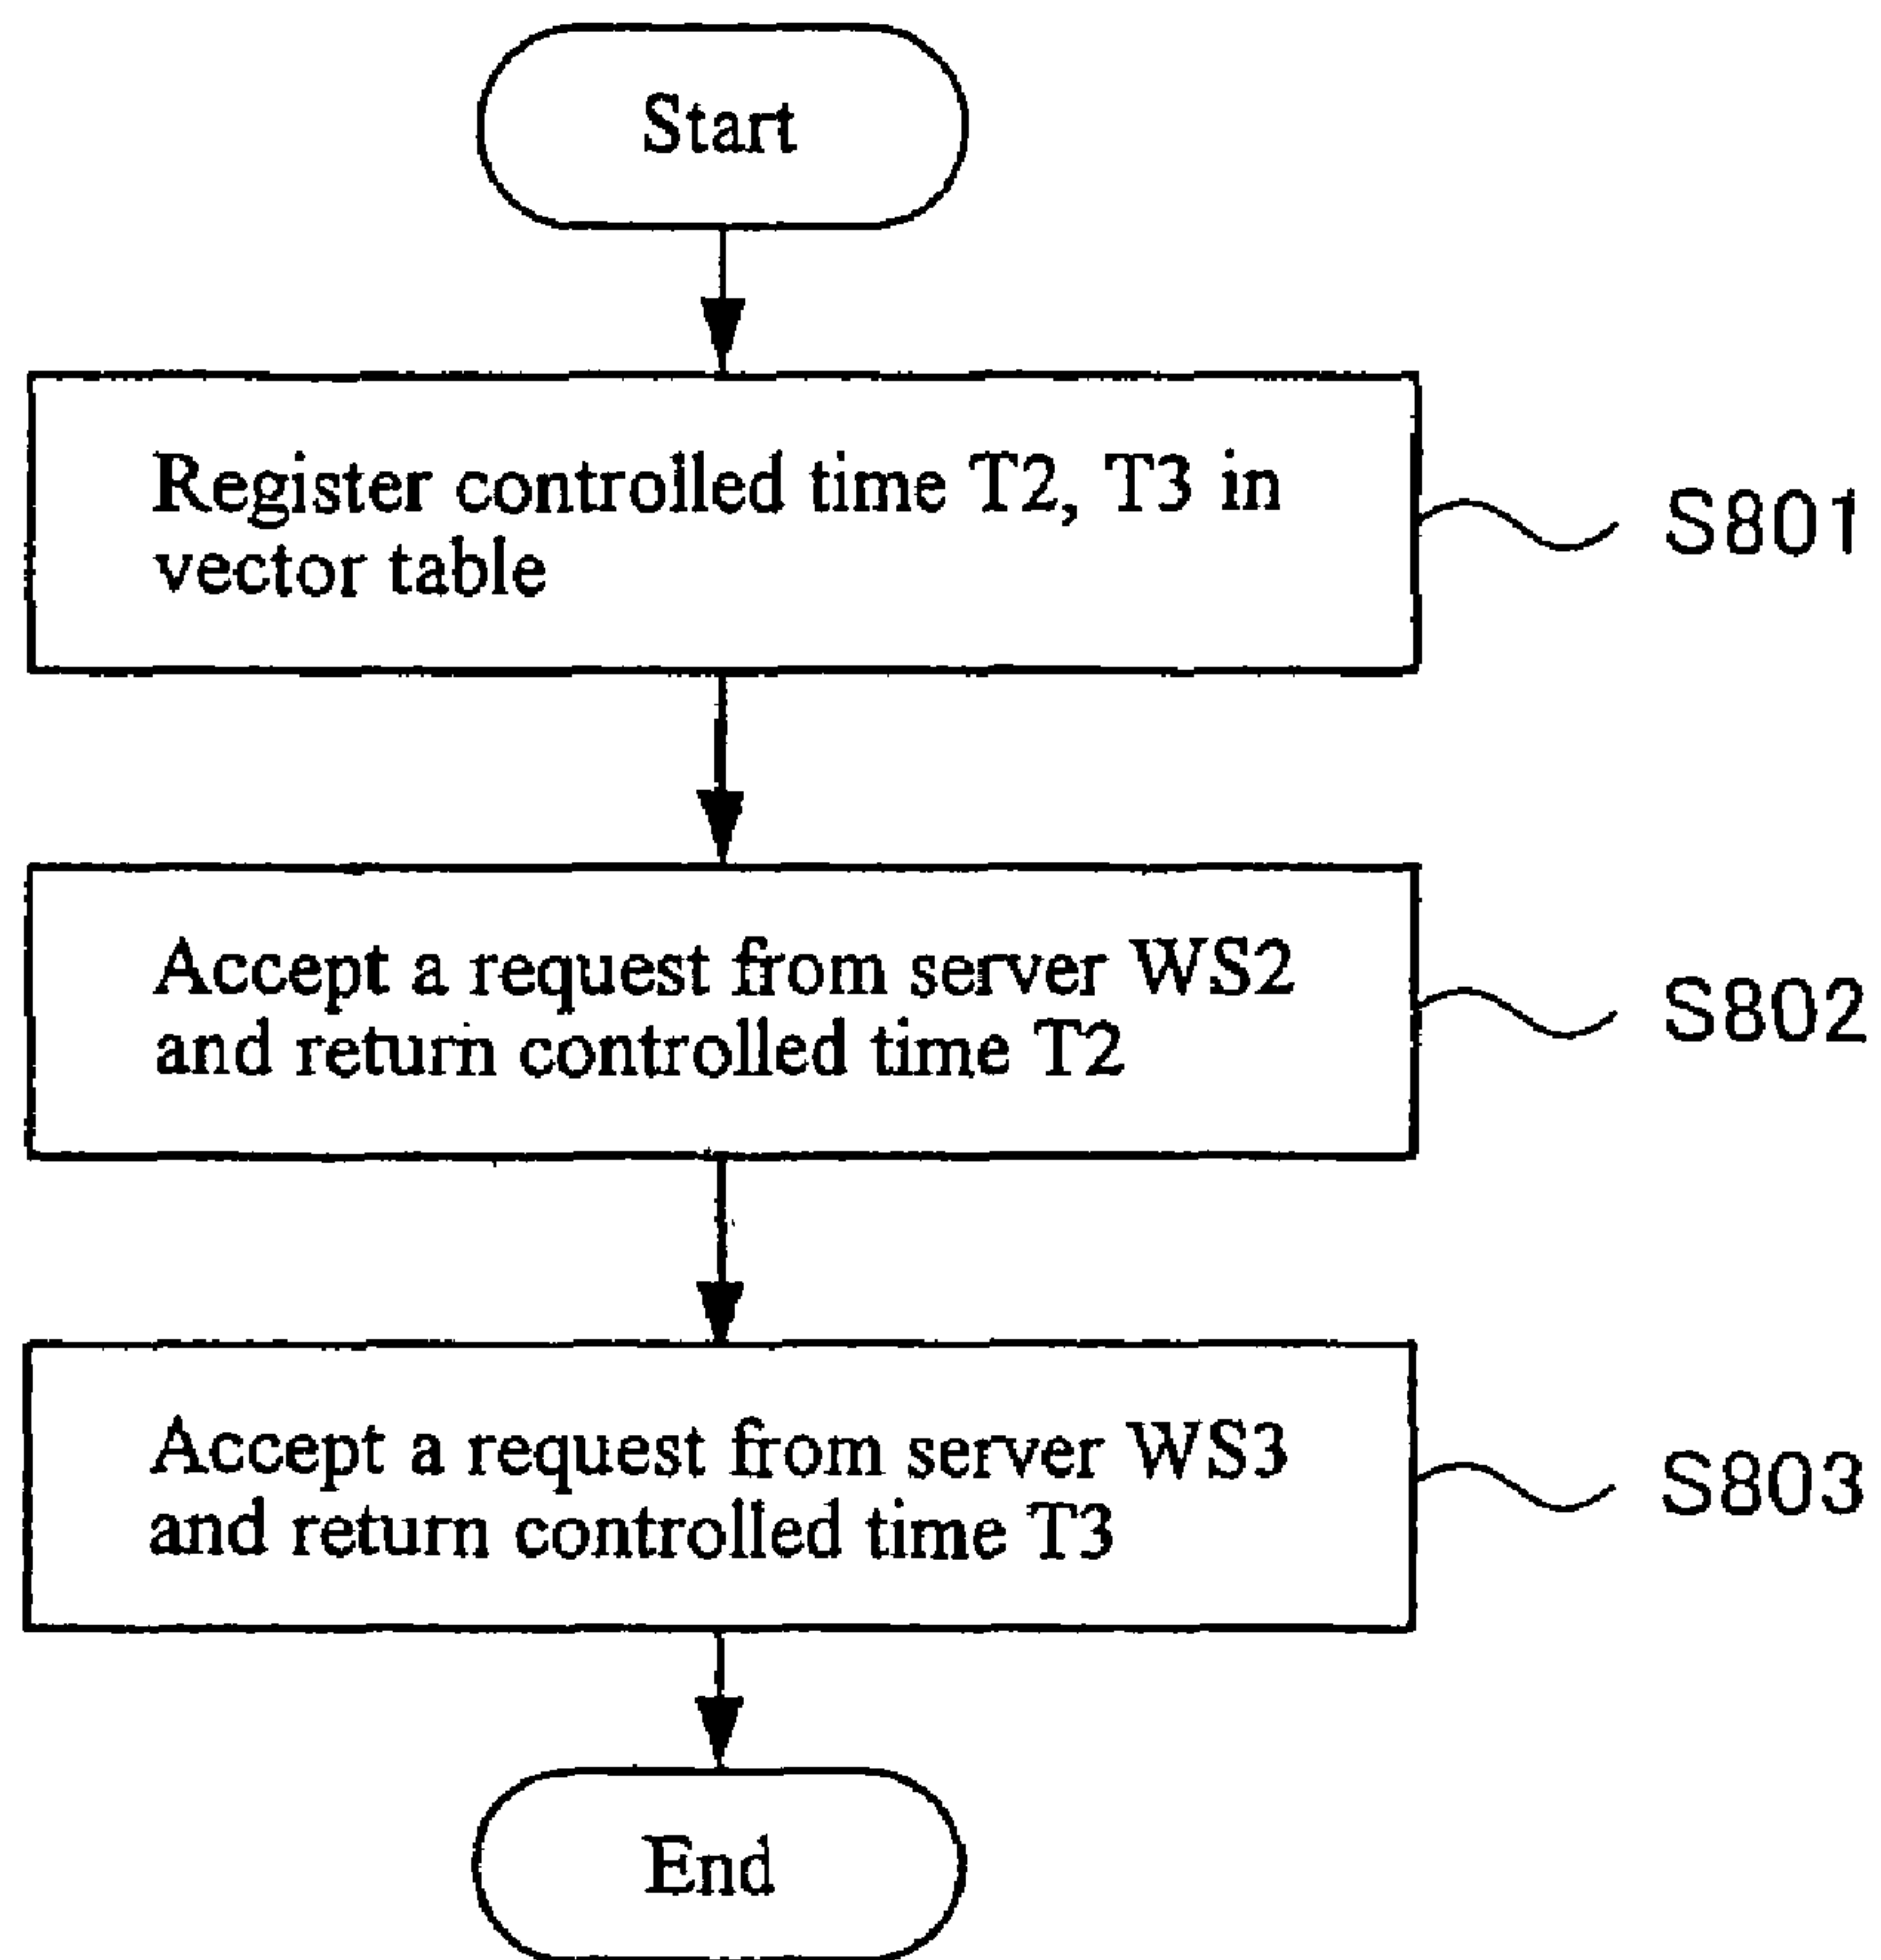 Start
Register controlled time T2, T3 in
vector table
S801
Accept a request from server WS2
and return controlled time T2
S802
Accept a request from server WS3
and return controlled time T3
S803
End